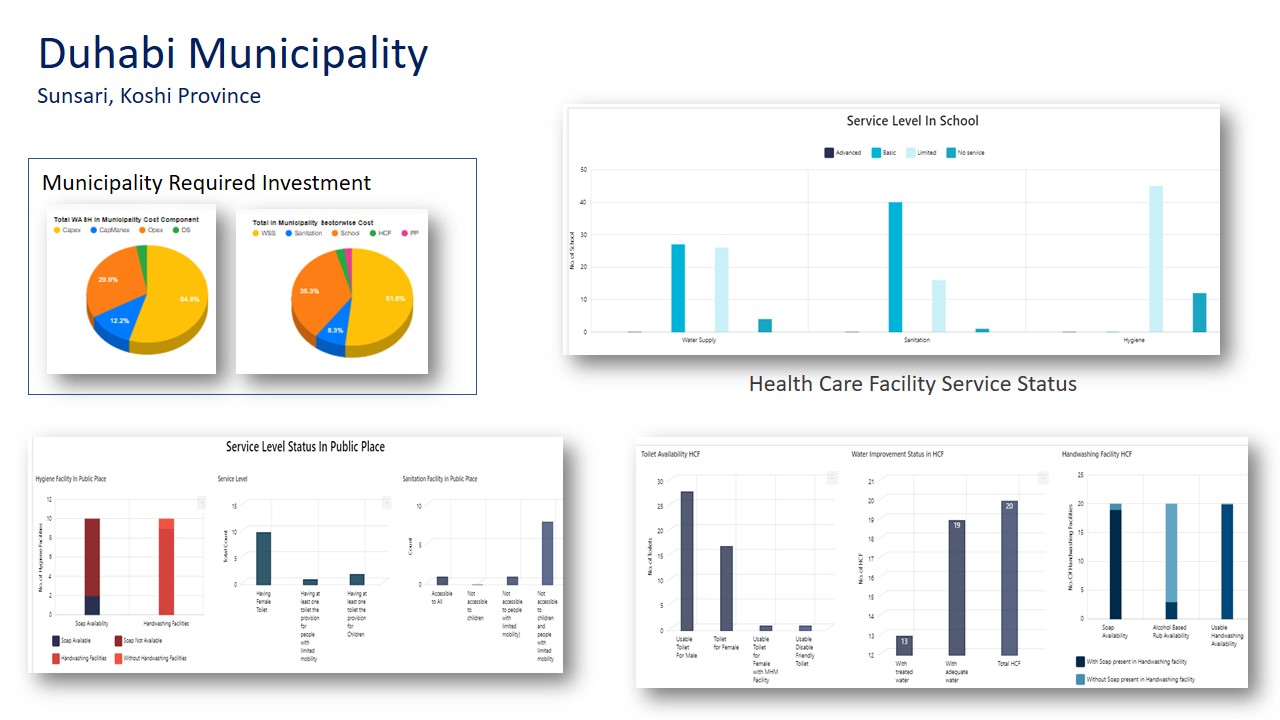 Duhabi Municipality
Sunsari, Koshi Province
Municipality Required Investment
Total WASH in Municipality Cost Component
Capex CapManex Opex DS
29.9%
12.2%
Total in Municipality Sectorwise Cost
WSS Sanitation School HCF PP
8.3%
Service Level In School
Advanced Basic Limited No service
No. of School
50
40
30
20
10
0
Water Supply Sanitation Hygiene
Health Care Facility Service Status
Service Level Status In Public Place
Hygiene Facility In Public Place
No. of Hygiene Facilities
12
10
8
6
4
2
0
Soap Availability Handwashing Facilities
Soap Available Soap Not Available
Handwashing Facilities Without Handwashing Facilities
Service Level
Total Count
15
10
5
0
Having
Female
Toilet
Having at
least one
toilet the
provision
for
people
with
limited
mobility
Having at
least one
toilet the
provision
for
Children
Sanitation Facility in Public Place
Count
10
5
0
Accessible
to All
Not
accessible
to
children
Not
accessible
to people
with
limited
mobility)
Not
accessible
to
children
and
people
with
limited
mobility
Toilet Availability HCF
No. of Toilets
30
25
20
15
10
5
0
Usable
Toilet
For Male
Toilet
for Female
Usable
Toilet
for
Female
with MHM
Facility
Usable
Disable
Friendly
Toilet
Water Improvement Status in HCF
No. of HCF
21
20
19
18
17
16
15
14
13
12
13
19
20
With
treated
water
With
adequate
water
Total HCF
Handwashing Facility HCF
No. Of Handwashing Facilities
25
20
15
10
5
0
Soap
Availability
Alcohol Based
Rub Availability
Usable
Handwashing
Availability
With Soap present in Handwashing facility
Without Soap present in Handwashing facility